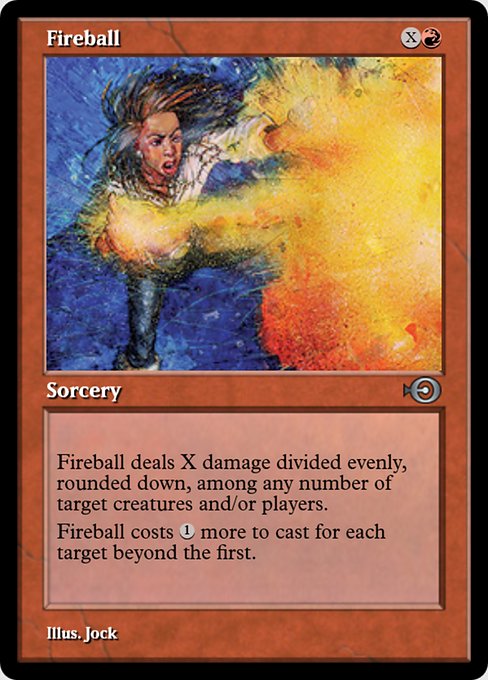 Fireball X
Sorcery
Fireball deals X damage divided evenly,
rounded down, among any number of
target creatures and/or players.
Fireball costs 1 more to cast for each
target beyond the first.
Illus. Jock